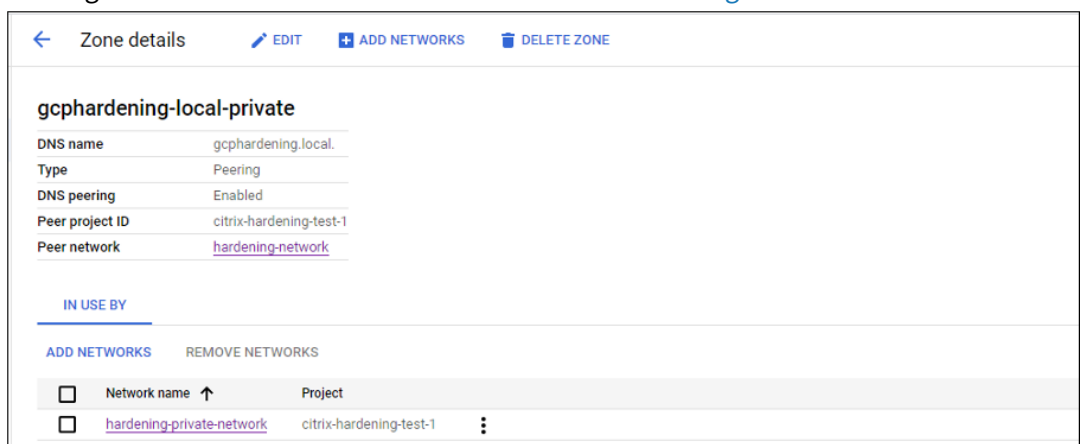 Zone details EDIT ADD NETWORKS DELETE ZONE
gcphardening-local-private
DNS name gcphardening.local.
Type Peering
DNS peering Enabled
Peer project ID citrix-hardening-test-1
Peer network hardening-network
IN USE BY
ADD NETWORKS REMOVE NETWORKS
Network name Project
hardening-private-network citrix-hardening-test-1